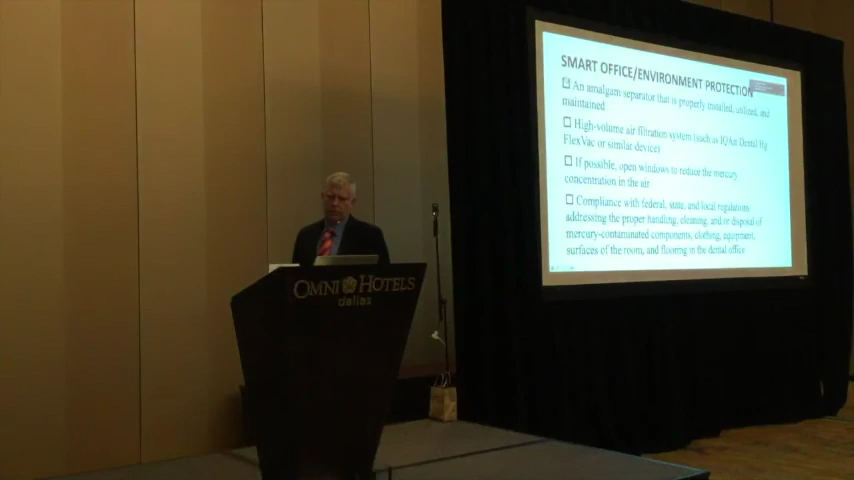 SMART OFFICE/ENVIRONMENT PROTECTION
An amalgam separator that is properly installed, utilized, and
maintained
High-volume air filtration system (such as IQAir Dental Hg
FlexVac or similar device)
If possible, open windows to reduce the mercury
concentration in the air
Compliance with federal, state, and local regulations
addressing the proper handling, cleaning, and/or disposal of
mercury-contaminated components, clothing, equipment,
surfaces of the room, and flooring in the dental office
OMNI HOTELS
dallas